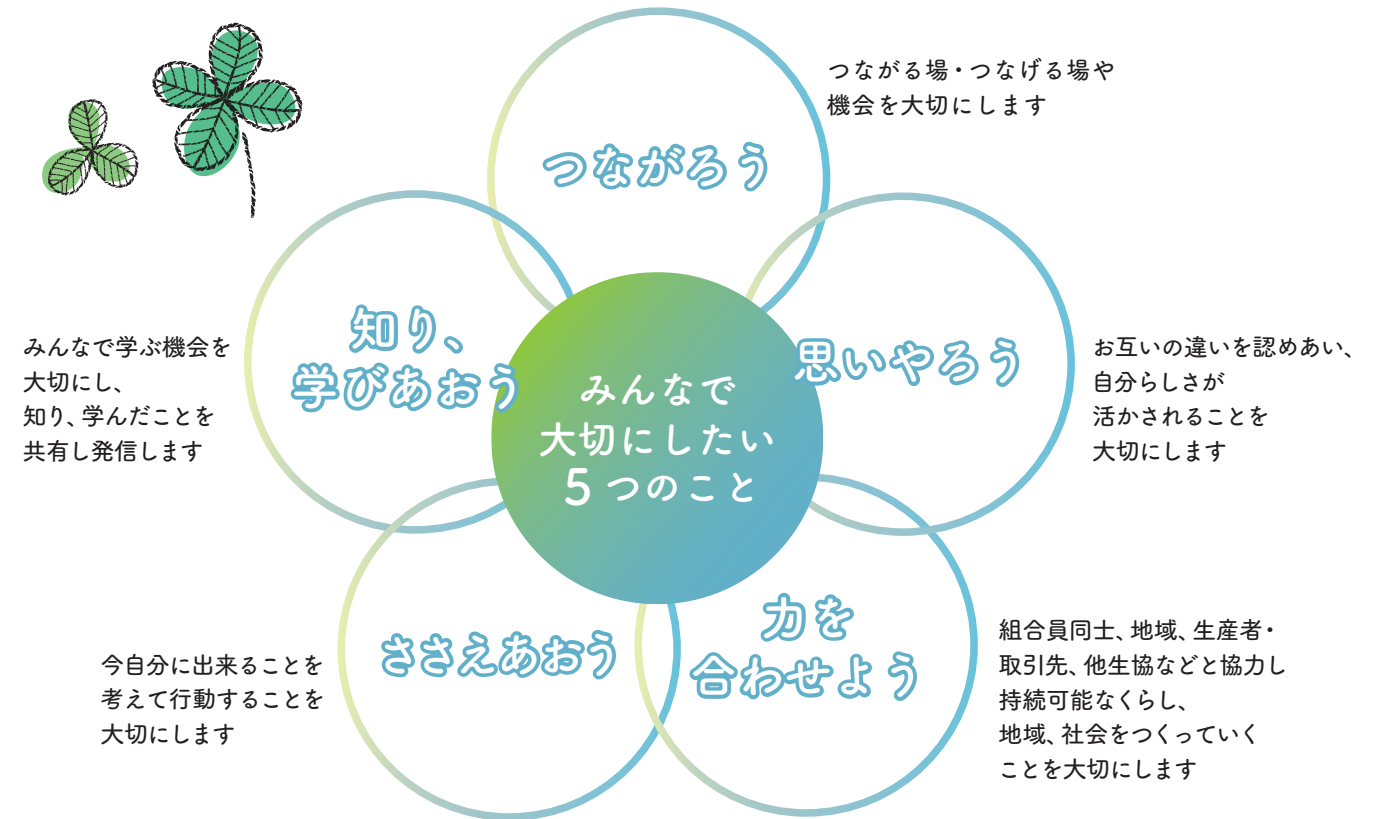 みんなで
大切にしたい
5つのこと
つながろう
つながる場・つなげる場や
機会を大切にします
思いやろう
お互いの違いを認めあい、
自分らしさが
活かされることを
大切にします
力を
合わせよう
組合員同士、地域、生産者・
取引先、他生協などと協力し
持続可能なくらし、
地域、社会をつくっていく
ことを大切にします
ささえあおう
今自分に出来ることを
考えて行動することを
大切にします
知り、
学びあおう
みんなで学ぶ機会を
大切にし、
知り、学んだことを
共有し発信します